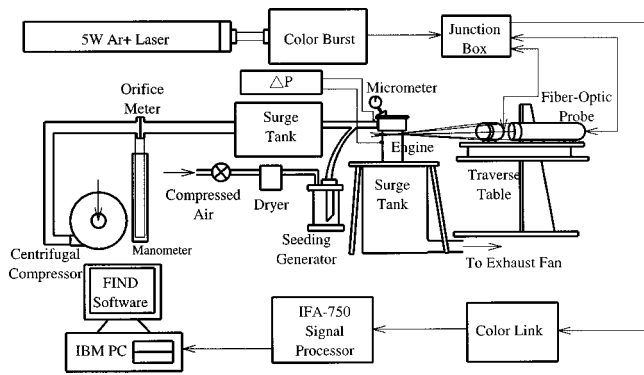 5W Ar+ Laser
Color Burst
Junction
Box
Orifice
Meter
△P
Micrometer
Fiber-Optic
Probe
Surge
Tank
Engine
Compressed
Air
Dryer
Surge
Tank
Traverse
Table
Centrifugal
Compressor
Manometer
Seeding
Generator
To Exhaust Fan
FIND
Software
IBM PC
IFA-750
Signal
Processor
Color Link